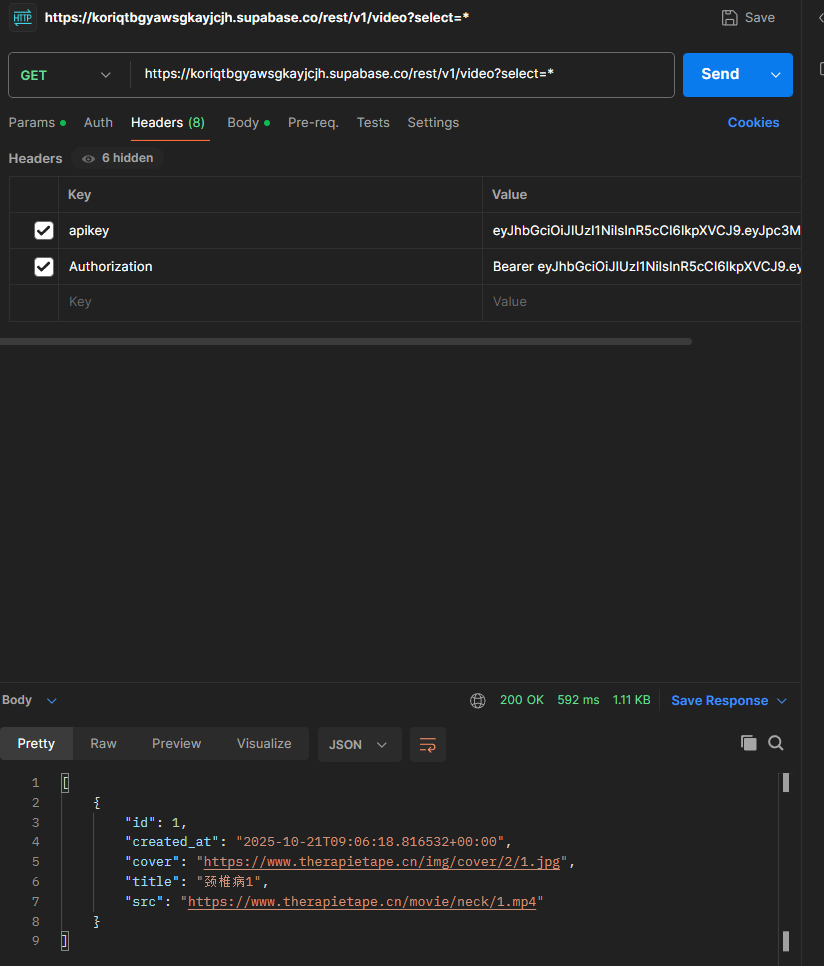 HTTP https://koriqtbgyawsgkayjcjh.supabase.co/rest/v1/video?select=* Save
GET https://koriqtbgyawsgkayjcjh.supabase.co/rest/v1/video?select=* Send
Params Auth Headers (8) Body Pre-req. Tests Settings Cookies
Headers 6 hidden
Key Value
apikey eyJhbGciOiJIUzI1NiIsInR5cCI6IkpXVCJ9.eyJpc3M
Authorization Bearer eyJhbGciOiJIUzI1NiIsInR5cCI6IkpXVCJ9.ey
Key Value
Body 200 OK 592 ms 1.11 KB Save Response
Pretty Raw Preview Visualize JSON
1 [
2 {
3 "id": 1,
4 "created_at": "2025-10-21T09:06:18.816532+00:00",
5 "cover": "https://www.therapietape.cn/img/cover/2/1.jpg",
6 "title": "颈椎病1",
7 "src": "https://www.therapietape.cn/movie/neck/1.mp4"
8 }
9 ]